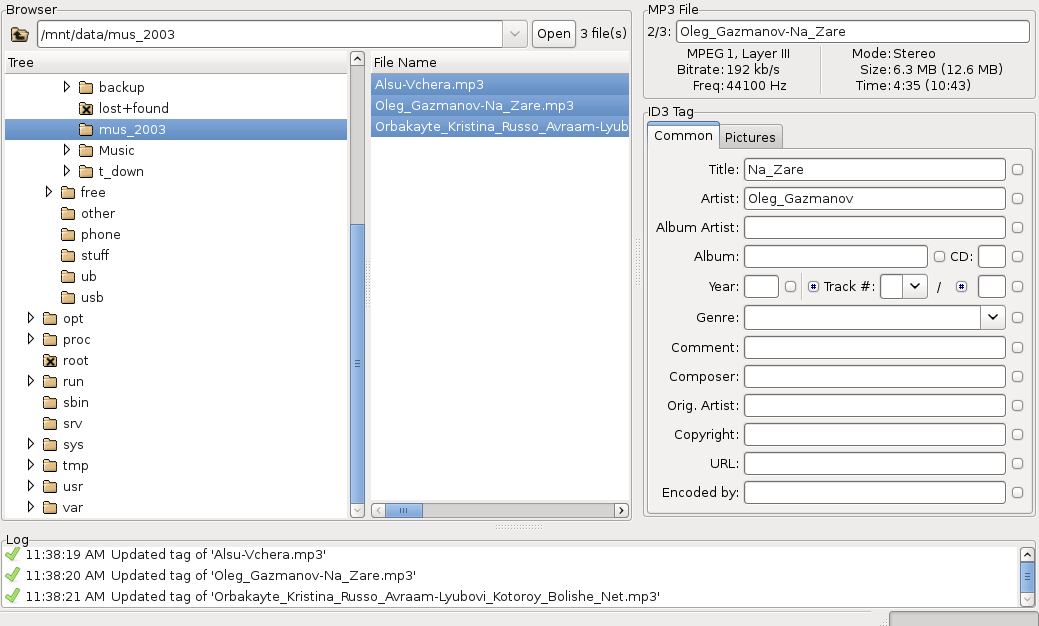 Browser
/mnt/data/mus_2003
Open
3 file(s)
Tree
backup
lost+found
mus_2003
Music
t_down
free
other
phone
stuff
ub
usb
opt
proc
root
run
sbin
srv
sys
tmp
usr
var
File Name
Alsu-Vchera.mp3
Oleg_Gazmanov-Na_Zare.mp3
Orbakayte_Kristina_Russo_Avraam-Lyub
MP3 File
2/3: Oleg_Gazmanov-Na_Zare
MPEG 1, Layer III Mode: Stereo
Bitrate: 192 kb/s Size: 6.3 MB (12.6 MB)
Freq: 44100 Hz Time: 4:35 (10:43)
ID3 Tag
Common Pictures
Title: Na_Zare
Artist: Oleg_Gazmanov
Album Artist:
Album: CD:
Year: # Track #: / #
Genre:
Comment:
Composer:
Orig. Artist:
Copyright:
URL:
Encoded by:
Log
11:38:19 AM Updated tag of 'Alsu-Vchera.mp3'
11:38:20 AM Updated tag of 'Oleg_Gazmanov-Na_Zare.mp3'
11:38:21 AM Updated tag of 'Orbakayte_Kristina_Russo_Avraam-Lyubovi_Kotoroy_Bolishe_Net.mp3'